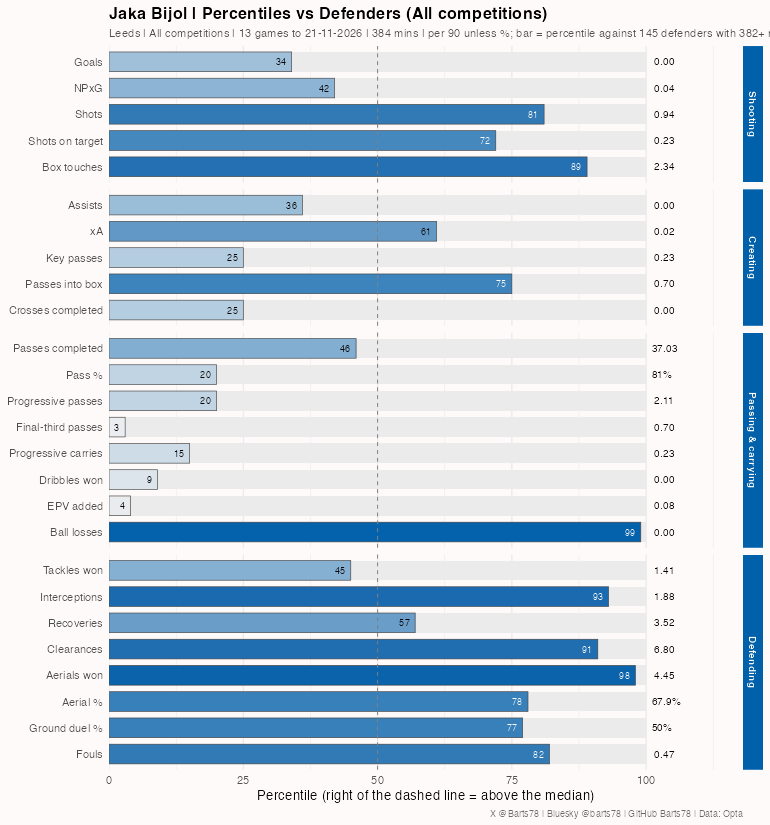 Jaka Bijol | Percentiles vs Defenders (All competitions)
Leeds | All competitions | 13 games to 21-11-2026 | 384 mins | per 90 unless %; bar = percentile against 145 defenders with 382+
Goals 34 0.00
NPxG 42 0.04
Shots 81 0.94
Shots on target 72 0.23
Box touches 89 2.34
Shooting
Assists 36 0.00
xA 61 0.02
Key passes 25 0.23
Passes into box 75 0.70
Crosses completed 25 0.00
Creating
Passes completed 46 37.03
Pass % 20 81%
Progressive passes 20 2.11
Final-third passes 3 0.70
Progressive carries 15 0.23
Dribbles won 9 0.00
EPV added 4 0.08
Ball losses 99 0.00
Passing & carrying
Tackles won 45 1.41
Interceptions 93 1.88
Recoveries 57 3.52
Clearances 91 6.80
Aerials won 98 4.45
Aerial % 78 67.9%
Ground duel % 77 50%
Fouls 82 0.47
Defending
0 25 50 75 100
Percentile (right of the dashed line = above the median)
X @Barts78 | Bluesky @barts78 | GitHub Barts78 | Data: Opta